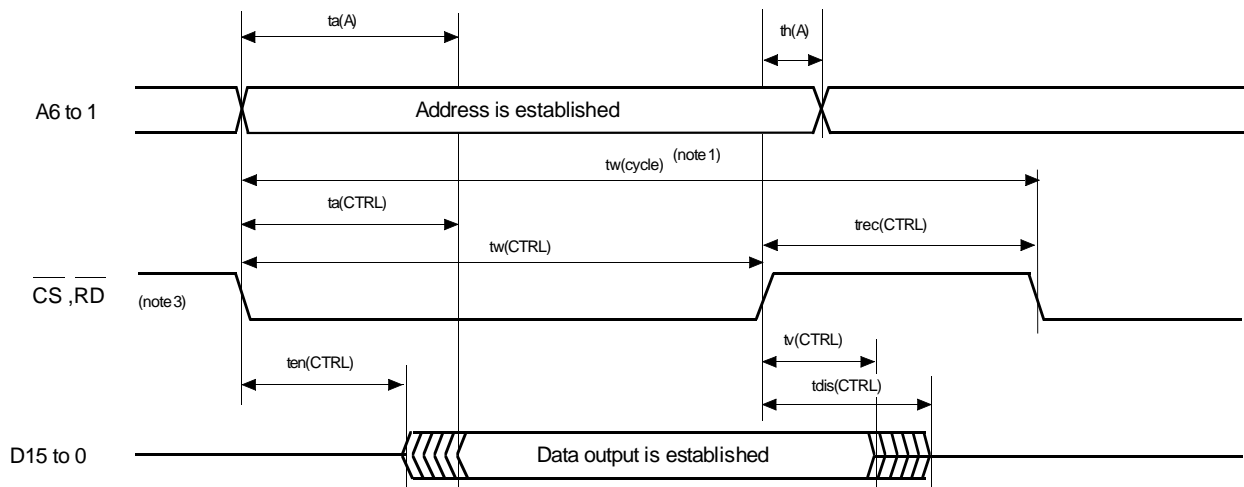 ta(A)
th(A)
A6 to 1
Address is established
tw(cycle) (note 1)
ta(CTRL)
trec(CTRL)
tw(CTRL)
CS ,RD
(note 3)
tv(CTRL)
ten(CTRL)
tdis(CTRL)
D15 to 0
Data output is established